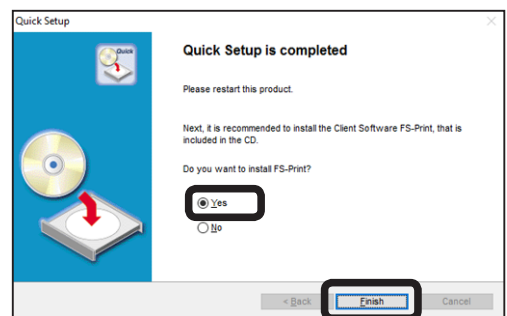 Quick Setup
Quick
Quick Setup is completed
Please restart this product.
Next, it is recommended to install the Client Software FS-Print, that is
included in the CD.
Do you want to install FS-Print?
Yes
No
< Back
Finish
Cancel